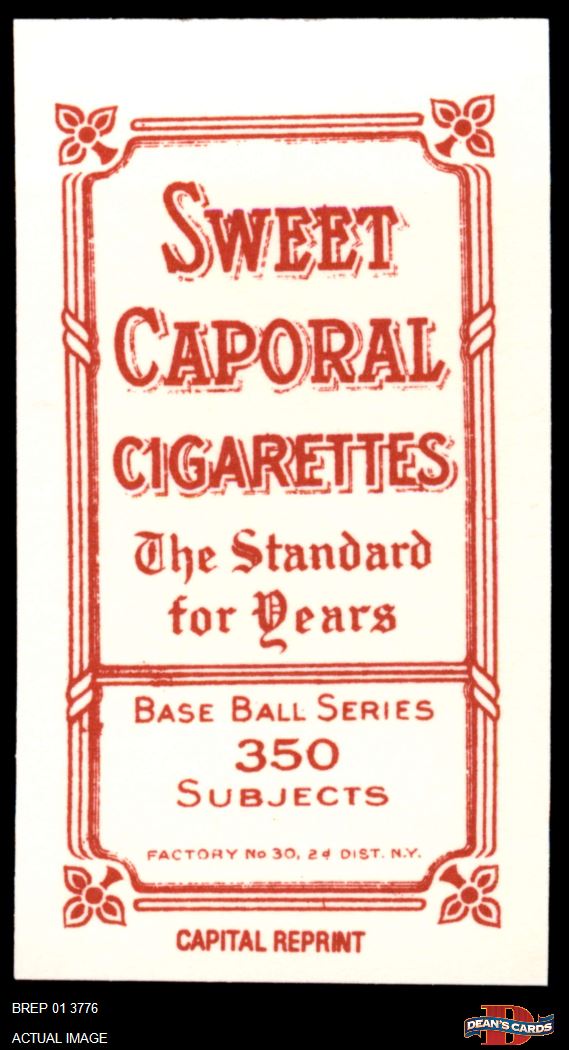 SWEET
CAPORAL
CIGARETTES
The Standard
for Years
BASE BALL SERIES
350
SUBJECTS
FACTORY No 30, 2d DIST. N.Y.
CAPITAL REPRINT
BREP 01 3776
ACTUAL IMAGE
D
DEAN'S CARDS